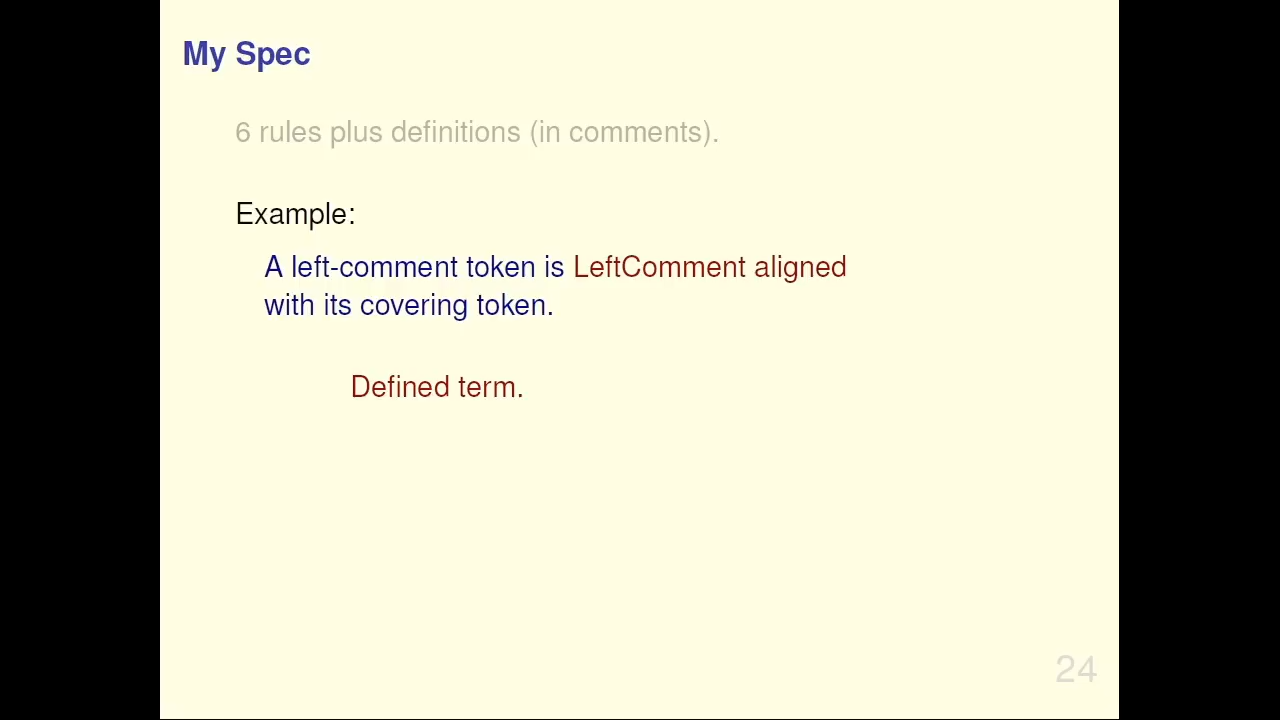 My Spec
6 rules plus definitions (in comments).
Example:
A left-comment token is LeftComment aligned
with its covering token.
Defined term.
24